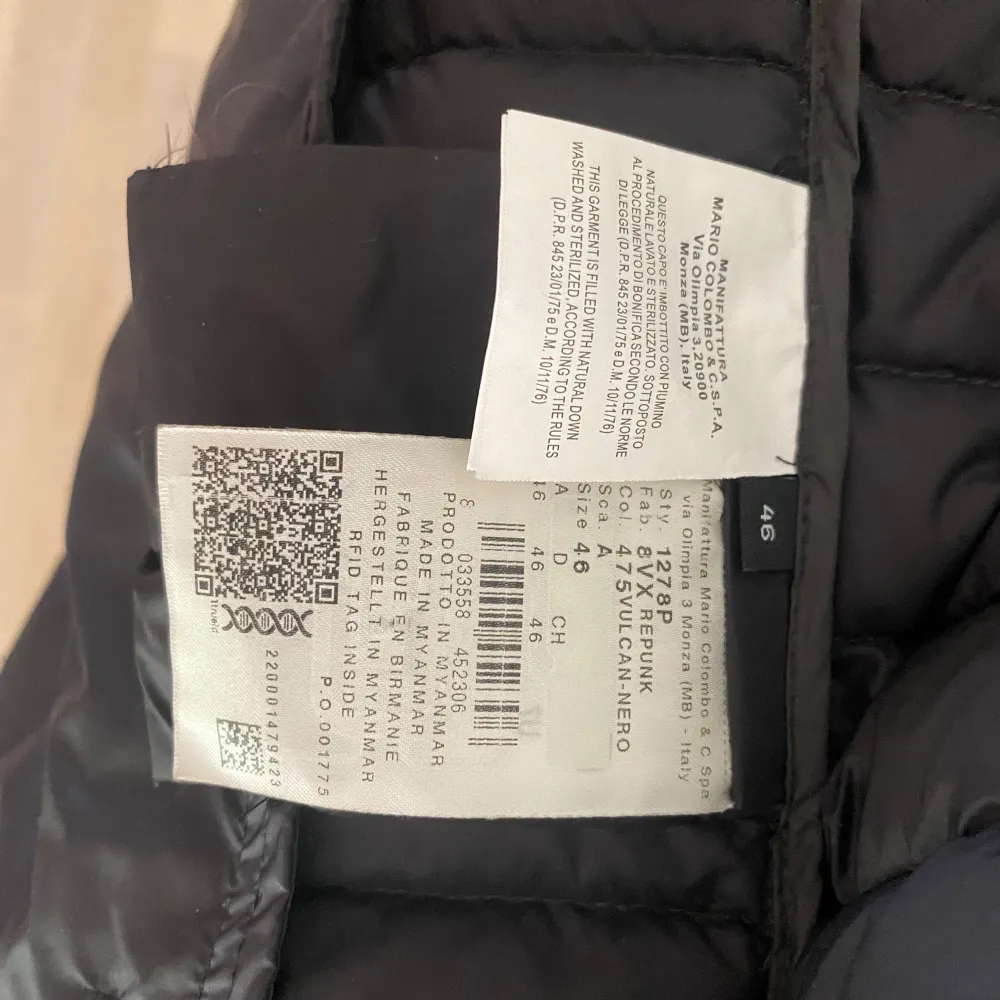 MANIFATTURA
MARIO COLOMBO & C.S.P.A.
Via Olimpia 3,20900
Monza (MB), Italy
QUESTO CAPO E' IMBOTTITO CON PIUMINO
NATURALE LAVATO E STERILIZZATO. SOTTOPOSTO
AL PROCEDIMENTO DI BONIFICA SECONDO LE NORME
DI LEGGE (D.P.R. 845 23/01/75 e D.M. 10/11/76)
THIS GARMENT IS FILLED WITH NATURAL DOWN
WASHED AND STERILIZED, ACCORDING TO THE RULES
(D.P.R. 845 23/01/75 e D.M. 10/11/76)
46
Manifattura Mario Colombo & C Spa
via Olimpia 3 Monza (MB) - Italy
Sty. 1278P
Fab. 8VX REPUNK
Col. 475VULCAN-NERO
Sca. A
Size 46
A D CH
46 46 46
8 033558 452306
PRODOTTO IN MYANMAR
MADE IN MYANMAR
FABRIQUE EN BIRMANIE
HERGESTELLT IN MYANMAR
RFID TAG INSIDE
P.O.001775
220001479423